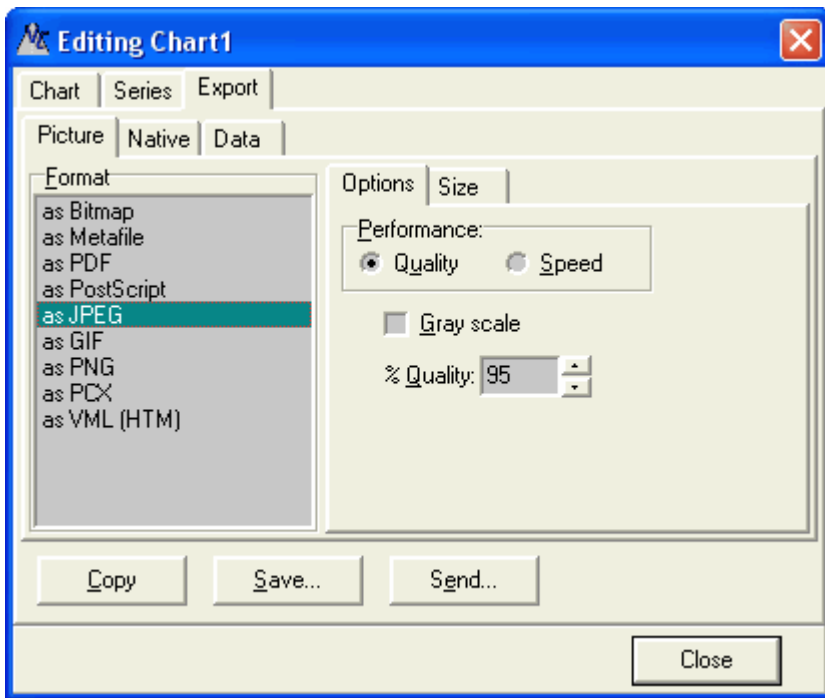 Editing Chart1
Chart Series Export
Picture Native Data
Format
as Bitmap
as Metafile
as PDF
as PostScript
as JPEG
as GIF
as PNG
as PCX
as VML (HTM)
Options Size
Performance:
Quality Speed
Gray scale
% Quality: 95
Copy Save... Send...
Close